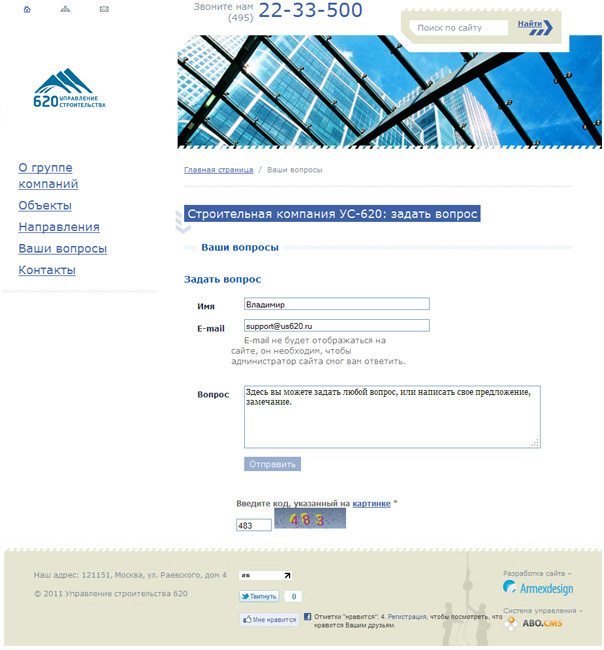 Звоните нам
(495) 22-33-500
Поиск по сайту
Найти
620 УПРАВЛЕНИЕ
СТРОИТЕЛЬСТВА
О группе
компаний
Объекты
Направления
Ваши вопросы
Контакты
Главная страница / Ваши вопросы
Строительная компания УС-620: задать вопрос
Ваши вопросы
Задать вопрос
Имя Владимир
E-mail support@us620.ru
E-mail не будет отображаться на
сайте, он необходим, чтобы
администратор сайта смог вам ответить.
Вопрос Здесь вы можете задать любой вопрос, или написать свое предложение,
замечание.
Отправить
Введите код, указанный на картинке *
483 483
Наш адрес: 121151, Москва, ул. Раевского, дом 4
© 2011 Управление строительства 620
Твитнуть 0
Мне нравится
Отметки "нравится": 4. Регистрация, чтобы посмотреть, что
нравится Вашим друзьям.
Разработка сайта –
Armexdesign
Система управления –
ABO.CMS